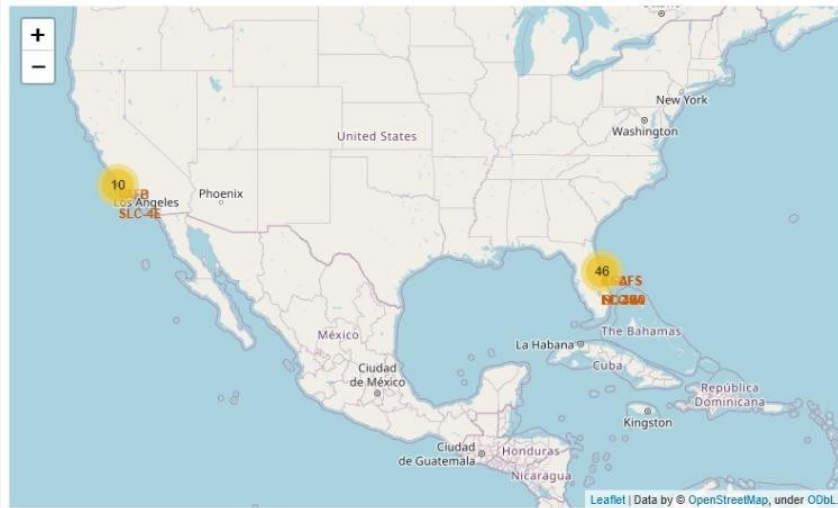 +
−
Ottawa
New York
Washington
United States
10
Los Angeles
SLC-4E
Phoenix
46
México
Ciudad
de México
La Habana
The Bahamas
Cuba
República
Dominicana
Kingston
Ciudad
de Guatemala
Honduras
Nicaragua
Leaflet | Data by © OpenStreetMap, under ODbL.